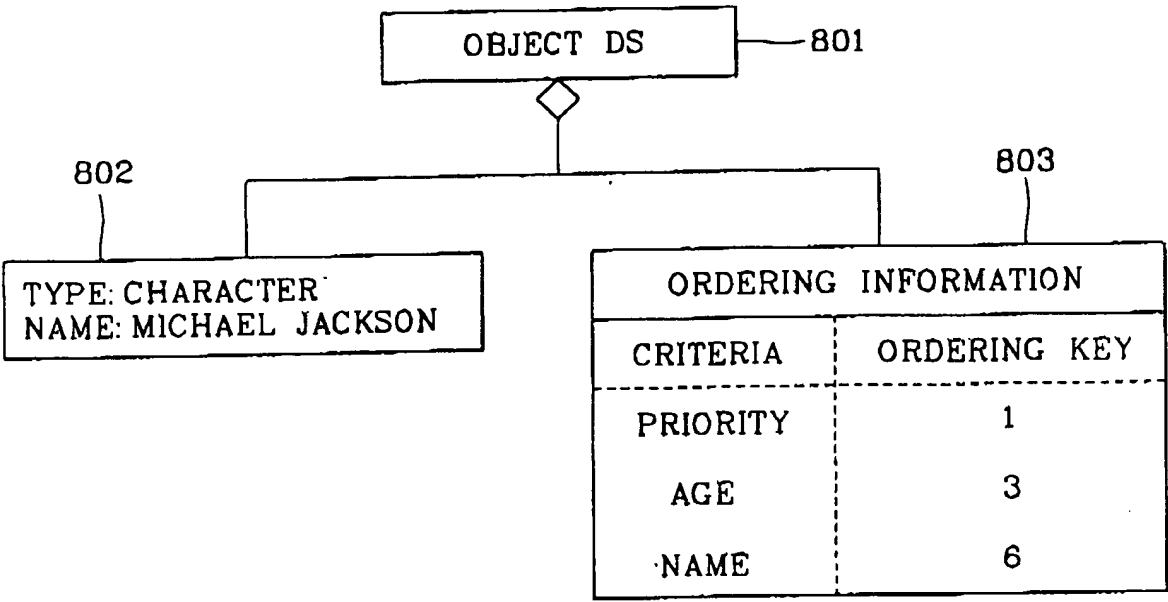 OBJECT DS
801
802
803
TYPE: CHARACTER
NAME: MICHAEL JACKSON
ORDERING INFORMATION
CRITERIA ORDERING KEY
PRIORITY 1
AGE 3
NAME 6